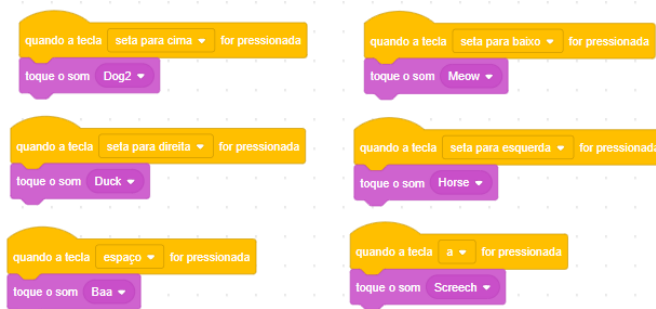 quando a tecla seta para cima for pressionada
toque o som Dog2
quando a tecla seta para baixo for pressionada
toque o som Meow
quando a tecla seta para direita for pressionada
toque o som Duck
quando a tecla seta para esquerda for pressionada
toque o som Horse
quando a tecla espaço for pressionada
toque o som Baa
quando a tecla a for pressionada
toque o som Screech